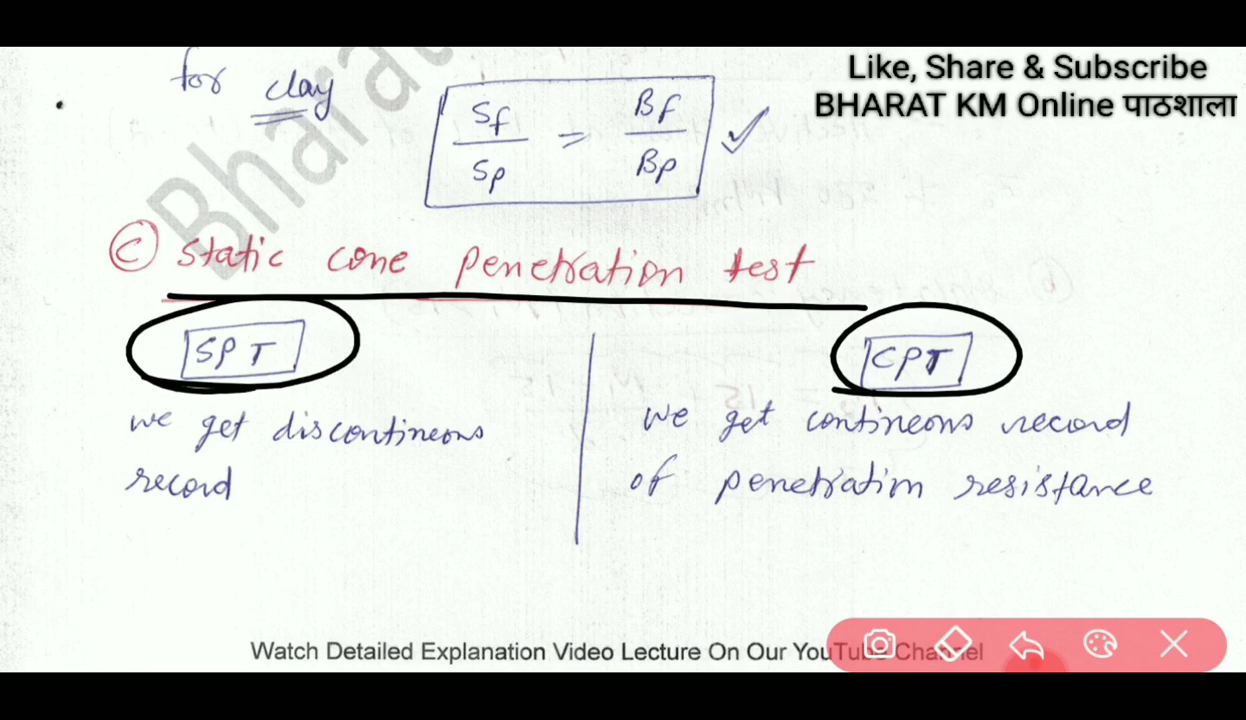 Like, Share & Subscribe
BHARAT KM Online पाठशाला
for clay
Sf / Sp = Bf / Bp
Bharat
(C) Static cone penetration test
SPT
CPT
we get discontineous
record
we get contineous record
of penetration resistance
Watch Detailed Explanation Video Lecture On Our YouTube Channel